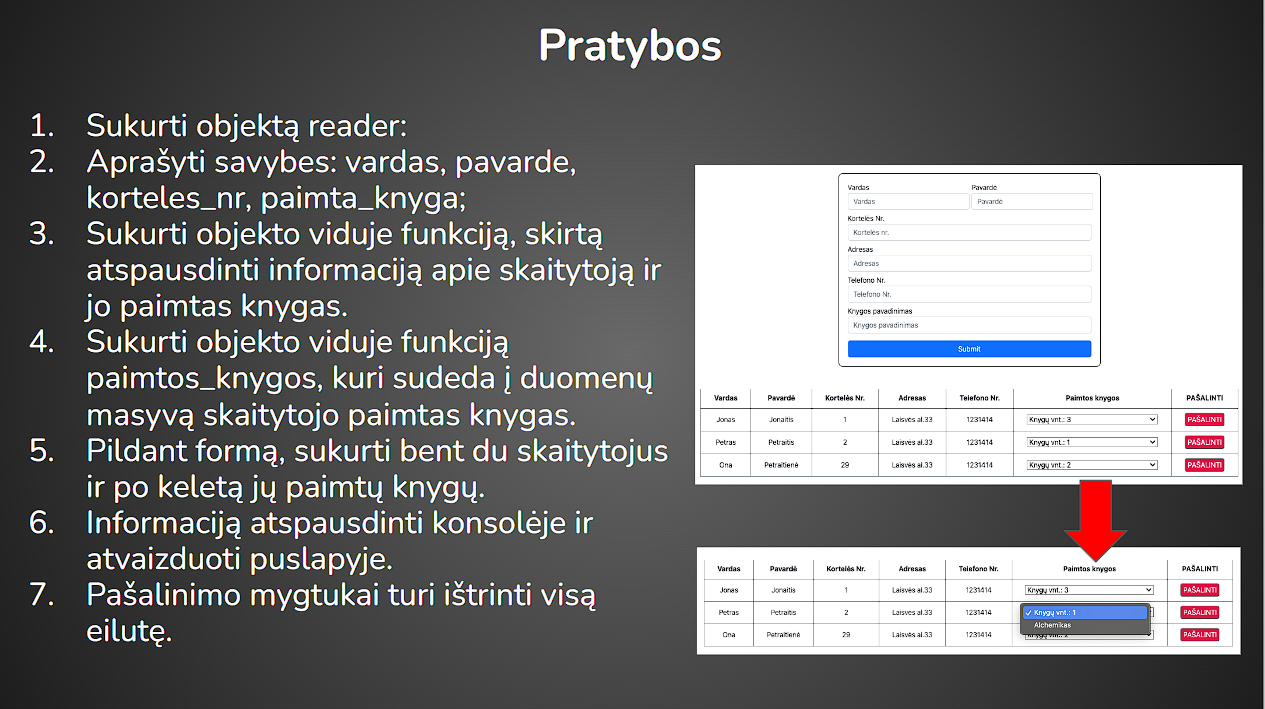 Pratybos
1. Sukurti objektą reader:
2. Aprašyti savybes: vardas, pavarde,
korteles_nr, paimta_knyga;
3. Sukurti objekto viduje funkciją, skirtą
atspausdinti informaciją apie skaitytoją ir
jo paimtas knygas.
4. Sukurti objekto viduje funkciją
paimtos_knygos, kuri sudeda į duomenų
masyvą skaitytojo paimtas knygas.
5. Pildant formą, sukurti bent du skaitytojus
ir po keletą jų paimtų knygų.
6. Informaciją atspausdinti konsolėje ir
atvaizduoti puslapyje.
7. Pašalinimo mygtukai turi ištrinti visą
eilutę.
Vardas Pavardė
Vardas Pavardė
Kortelės Nr.
Kortelės nr.
Adresas
Adresas
Telefono Nr.
Telefono Nr.
Knygos pavadinimas
Knygos pavadinimas
Submit
Vardas Pavardė Kortelės Nr. Adresas Telefono Nr. Paimtos knygos PAŠALINTI
Jonas Jonaitis 1 Laisvės al.33 1231414 Knygų vnt.: 3 PAŠALINTI
Petras Petraitis 2 Laisvės al.33 1231414 Knygų vnt.: 1 PAŠALINTI
Ona Petraitienė 29 Laisvės al.33 1231414 Knygų vnt.: 2 PAŠALINTI
Vardas Pavardė Kortelės Nr. Adresas Telefono Nr. Paimtos knygos PAŠALINTI
Jonas Jonaitis 1 Laisvės al.33 1231414 Knygų vnt.: 3 PAŠALINTI
Petras Petraitis 2 Laisvės al.33 1231414 ✓ Knygų vnt.: 1 PAŠALINTI
Alchemikas
Ona Petraitienė 29 Laisvės al.33 1231414 Knygų vnt.: 2 PAŠALINTI